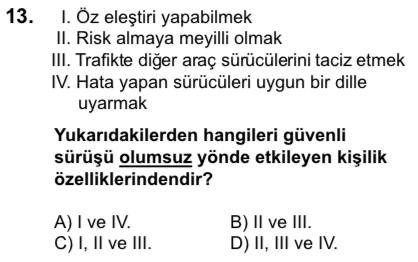 13. I. Öz eleştiri yapabilmek
II. Risk almaya meyilli olmak
III. Trafikte diğer araç sürücülerini taciz etmek
IV. Hata yapan sürücüleri uygun bir dille
uyarmak
Yukarıdakilerden hangileri güvenli
sürüşü olumsuz yönde etkileyen kişilik
özelliklerindendir?
A) I ve IV. B) II ve III.
C) I, II ve III. D) II, III ve IV.